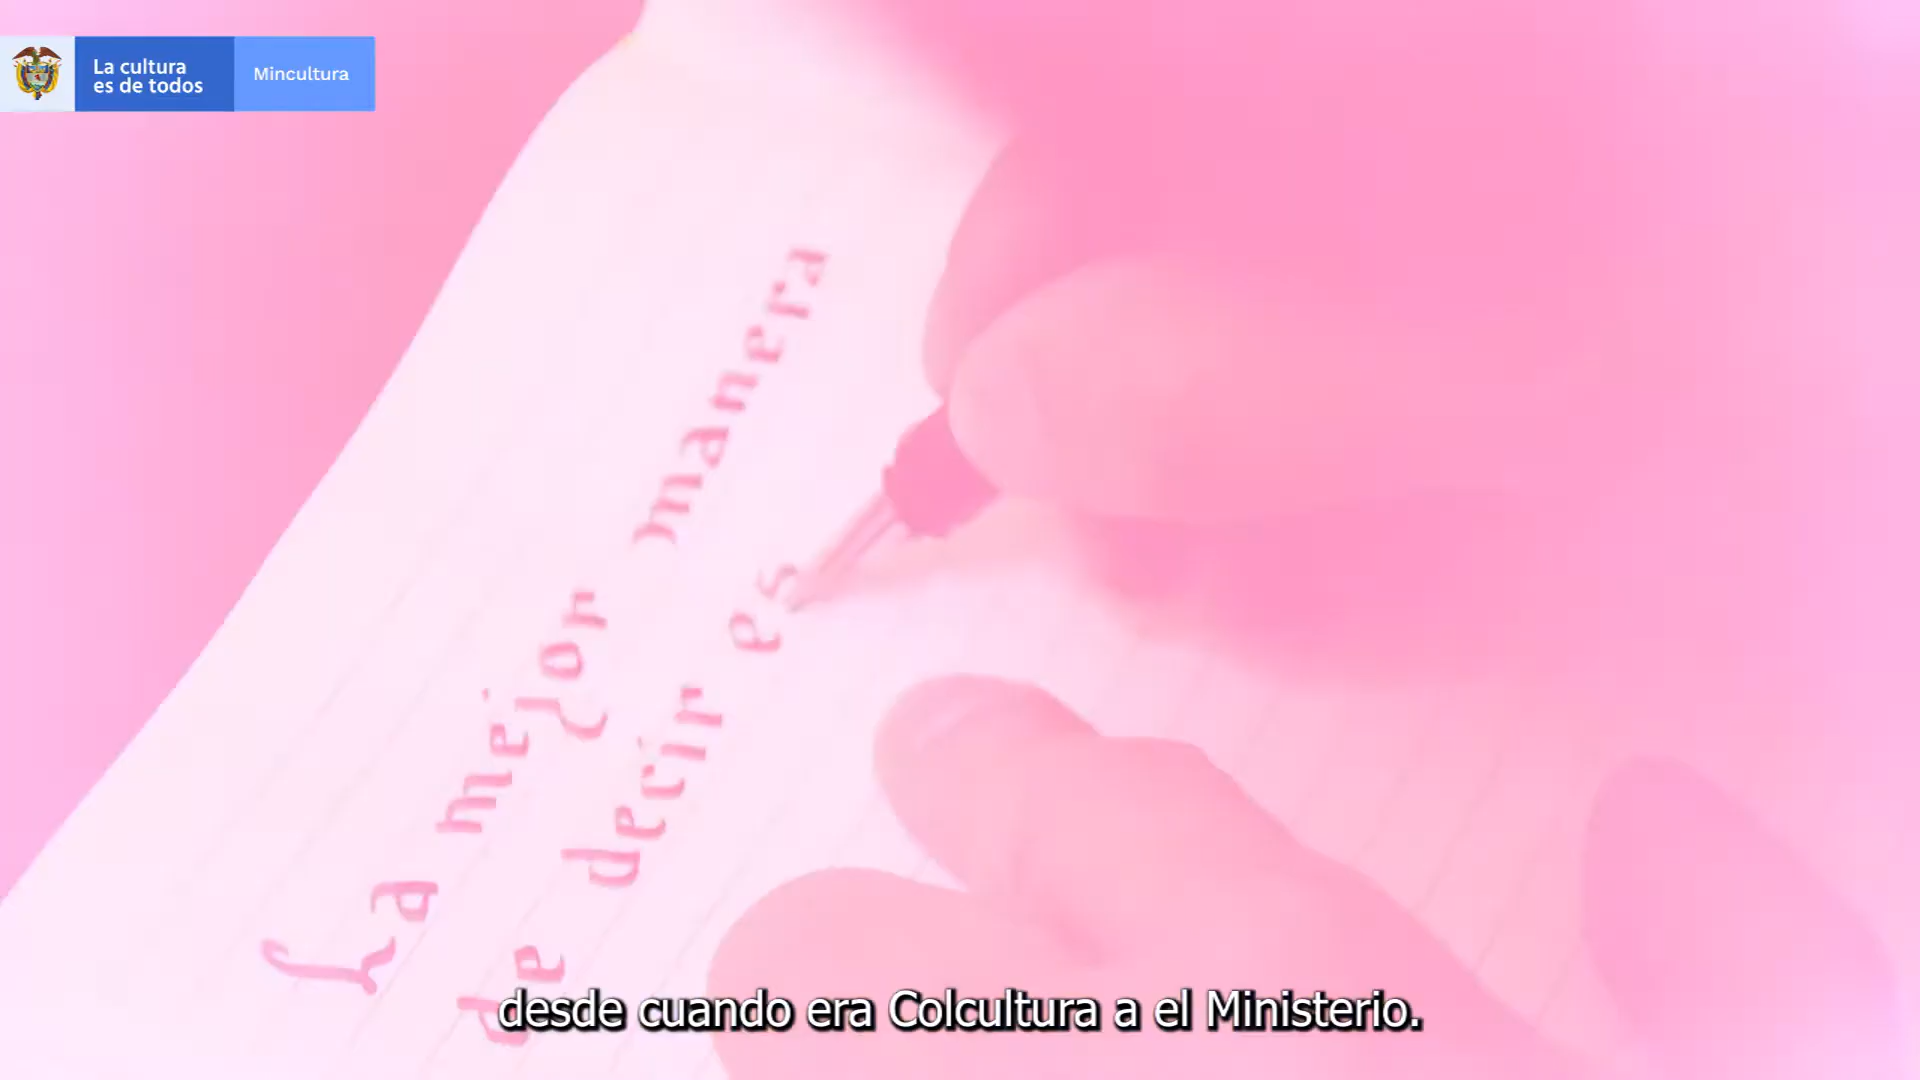 La cultura
es de todos
Mincultura
La mejor manera
de decir es
desde cuando era Colcultura a el Ministerio.